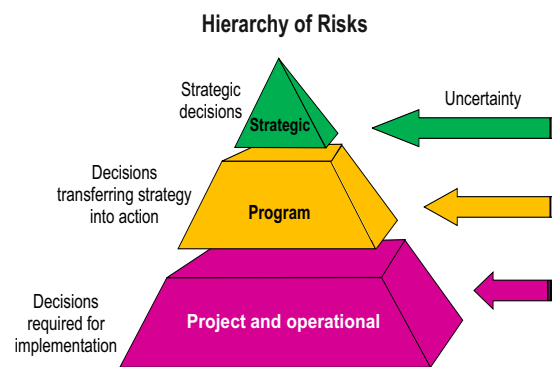 Hierarchy of Risks
Strategic
decisions
Strategic
Uncertainty
Decisions
transferring strategy
into action
Program
Decisions
required for
implementation
Project and operational